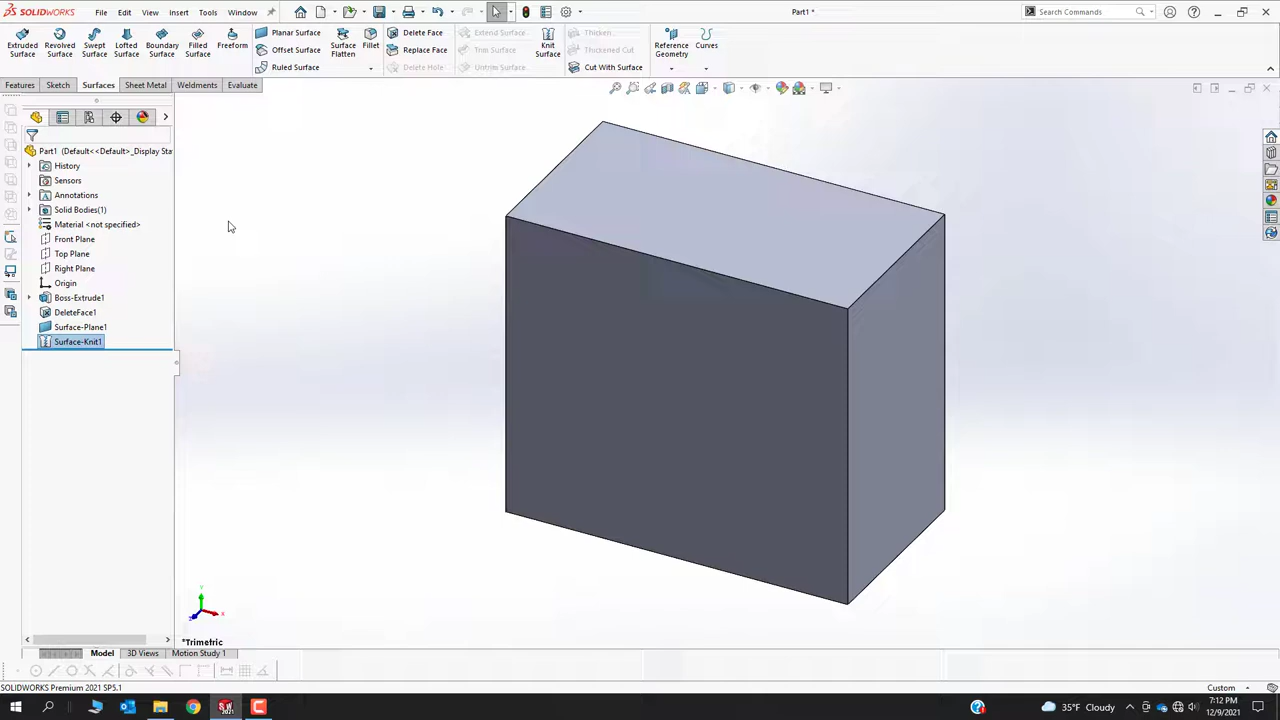 SOLIDWORKS File Edit View Insert Tools Window Part1 * Search Commands
Extruded Surface
Revolved Surface
Swept Surface
Lofted Surface
Boundary Surface
Filled Surface
Freeform
Planar Surface
Offset Surface
Ruled Surface
Surface Flatten
Fillet
Delete Face
Replace Face
Delete Hole
Extend Surface
Trim Surface
Untrim Surface
Knit Surface
Thicken
Thickened Cut
Cut With Surface
Reference Geometry
Curves
Features Sketch Surfaces Sheet Metal Weldments Evaluate
Part1 (Default<<Default>_Display Sta
History
Sensors
Annotations
Solid Bodies(1)
Material <not specified>
Front Plane
Top Plane
Right Plane
Origin
Boss-Extrude1
DeleteFace1
Surface-Plane1
Surface-Knit1
Y
X
Z
*Trimetric
Model 3D Views Motion Study 1
SOLIDWORKS Premium 2021 SP5.1 Custom
35°F Cloudy 7:12 PM
12/9/2021